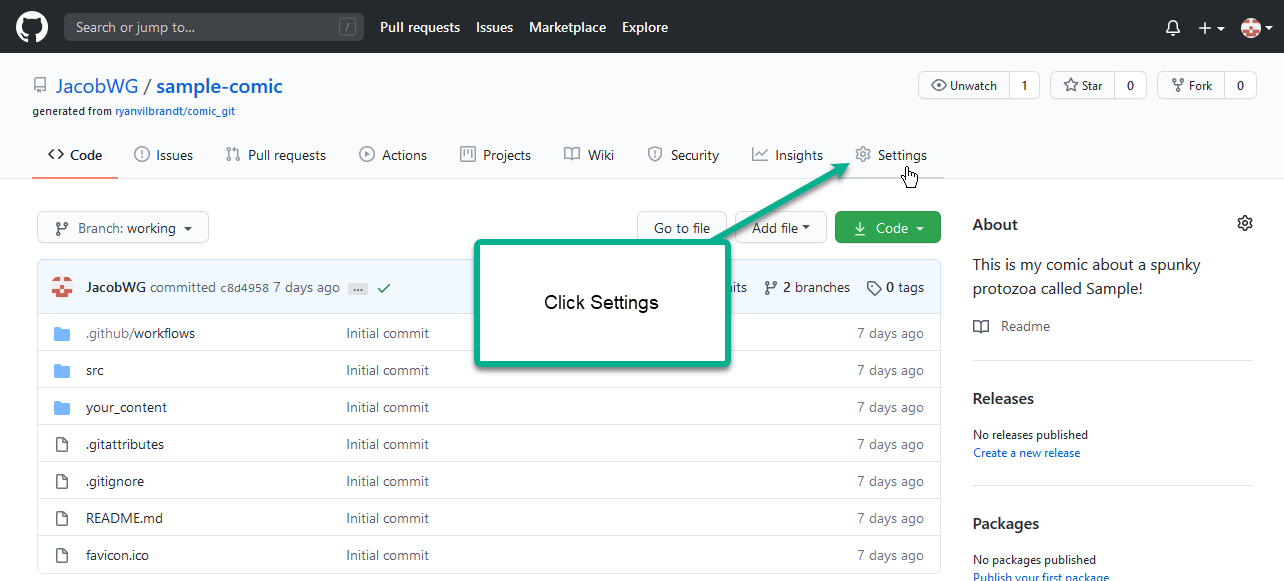 Search or jump to... /
Pull requests Issues Marketplace Explore
JacobWG / sample-comic
Unwatch 1 Star 0 Fork 0
generated from ryanvilbrandt/comic_git
Code Issues Pull requests Actions Projects Wiki Security Insights Settings
Branch: working Go to file Add file Code
About
This is my comic about a spunky
protozoa called Sample!
Readme
JacobWG committed c8d4958 7 days ago ... 2 branches 0 tags
Click Settings
.github/workflows Initial commit 7 days ago
src Initial commit 7 days ago
your_content Initial commit 7 days ago
.gitattributes Initial commit 7 days ago
.gitignore Initial commit 7 days ago
README.md Initial commit 7 days ago
favicon.ico Initial commit 7 days ago
Releases
No releases published
Create a new release
Packages
No packages published
Publish your first package